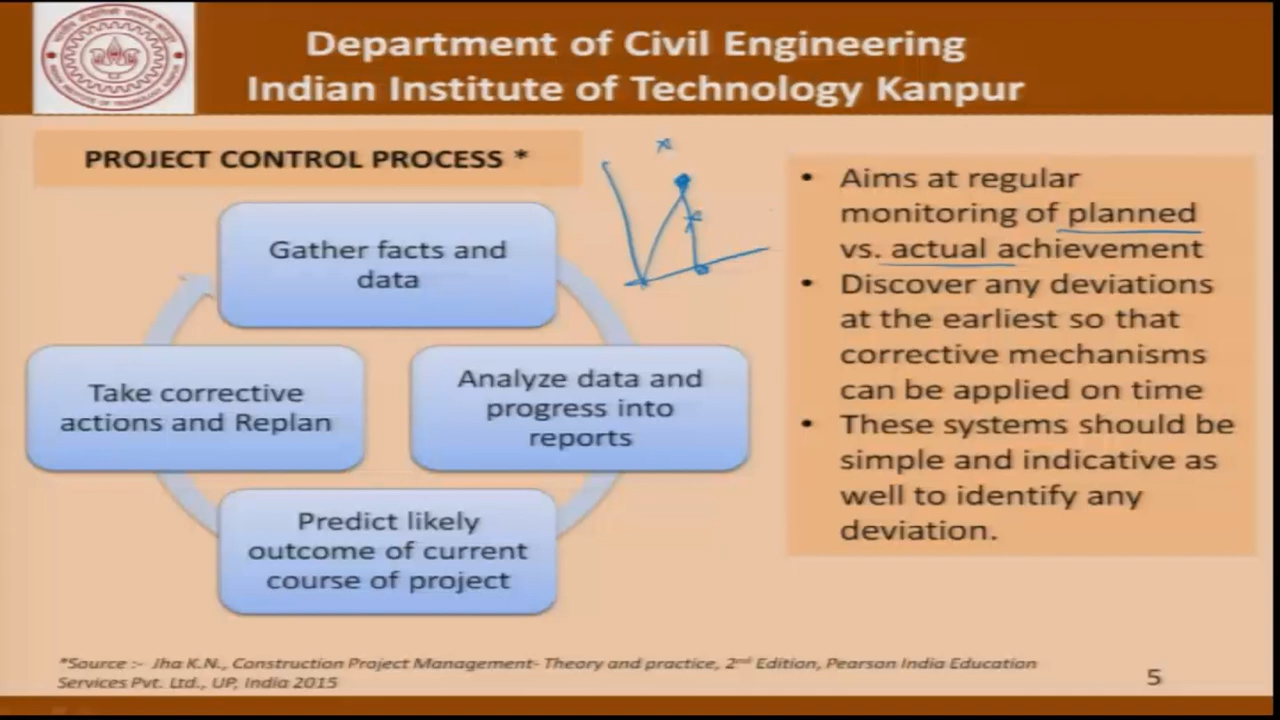 Department of Civil Engineering
Indian Institute of Technology Kanpur
PROJECT CONTROL PROCESS *
Gather facts and
data
Analyze data and
progress into
reports
Predict likely
outcome of current
course of project
Take corrective
actions and Replan
• Aims at regular
monitoring of planned
vs. actual achievement
• Discover any deviations
at the earliest so that
corrective mechanisms
can be applied on time
• These systems should be
simple and indicative as
well to identify any
deviation.
*Source :- Jha K.N., Construction Project Management- Theory and practice, 2nd Edition, Pearson India Education
Services Pvt. Ltd., UP, India 2015
5